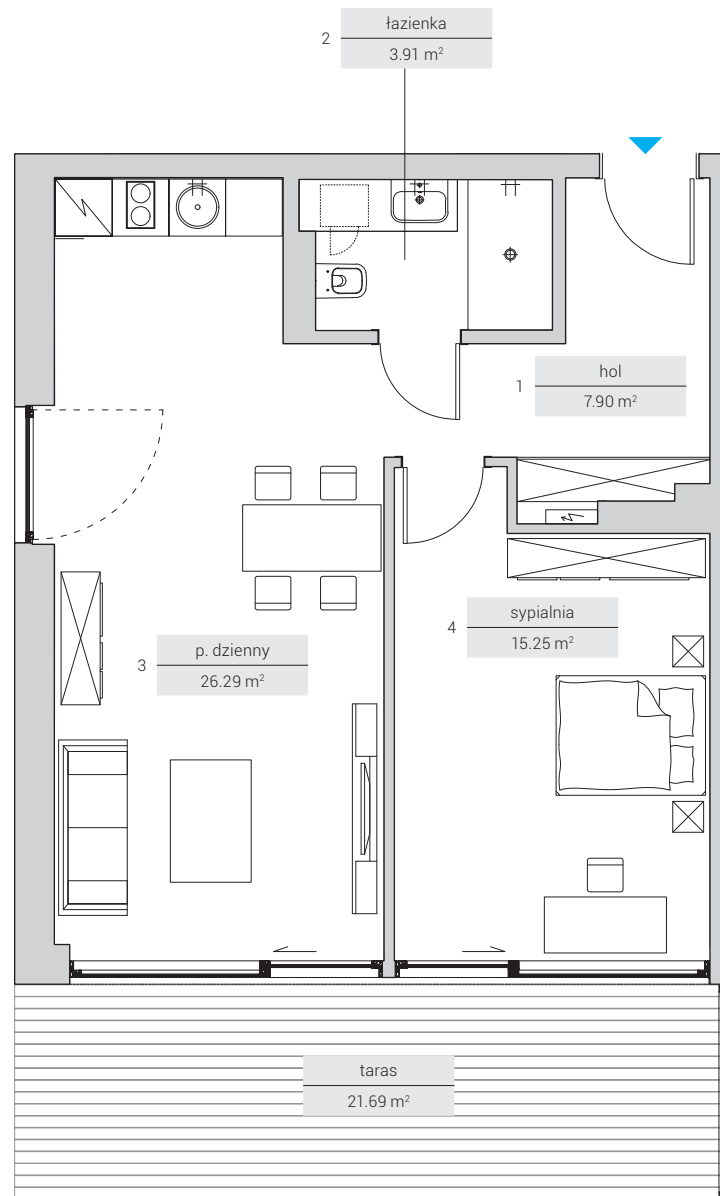 łazienka
2
3.91 m²
hol
1
7.90 m²
sypialnia
4
15.25 m²
p. dzienny
3
26.29 m²
taras
21.69 m²